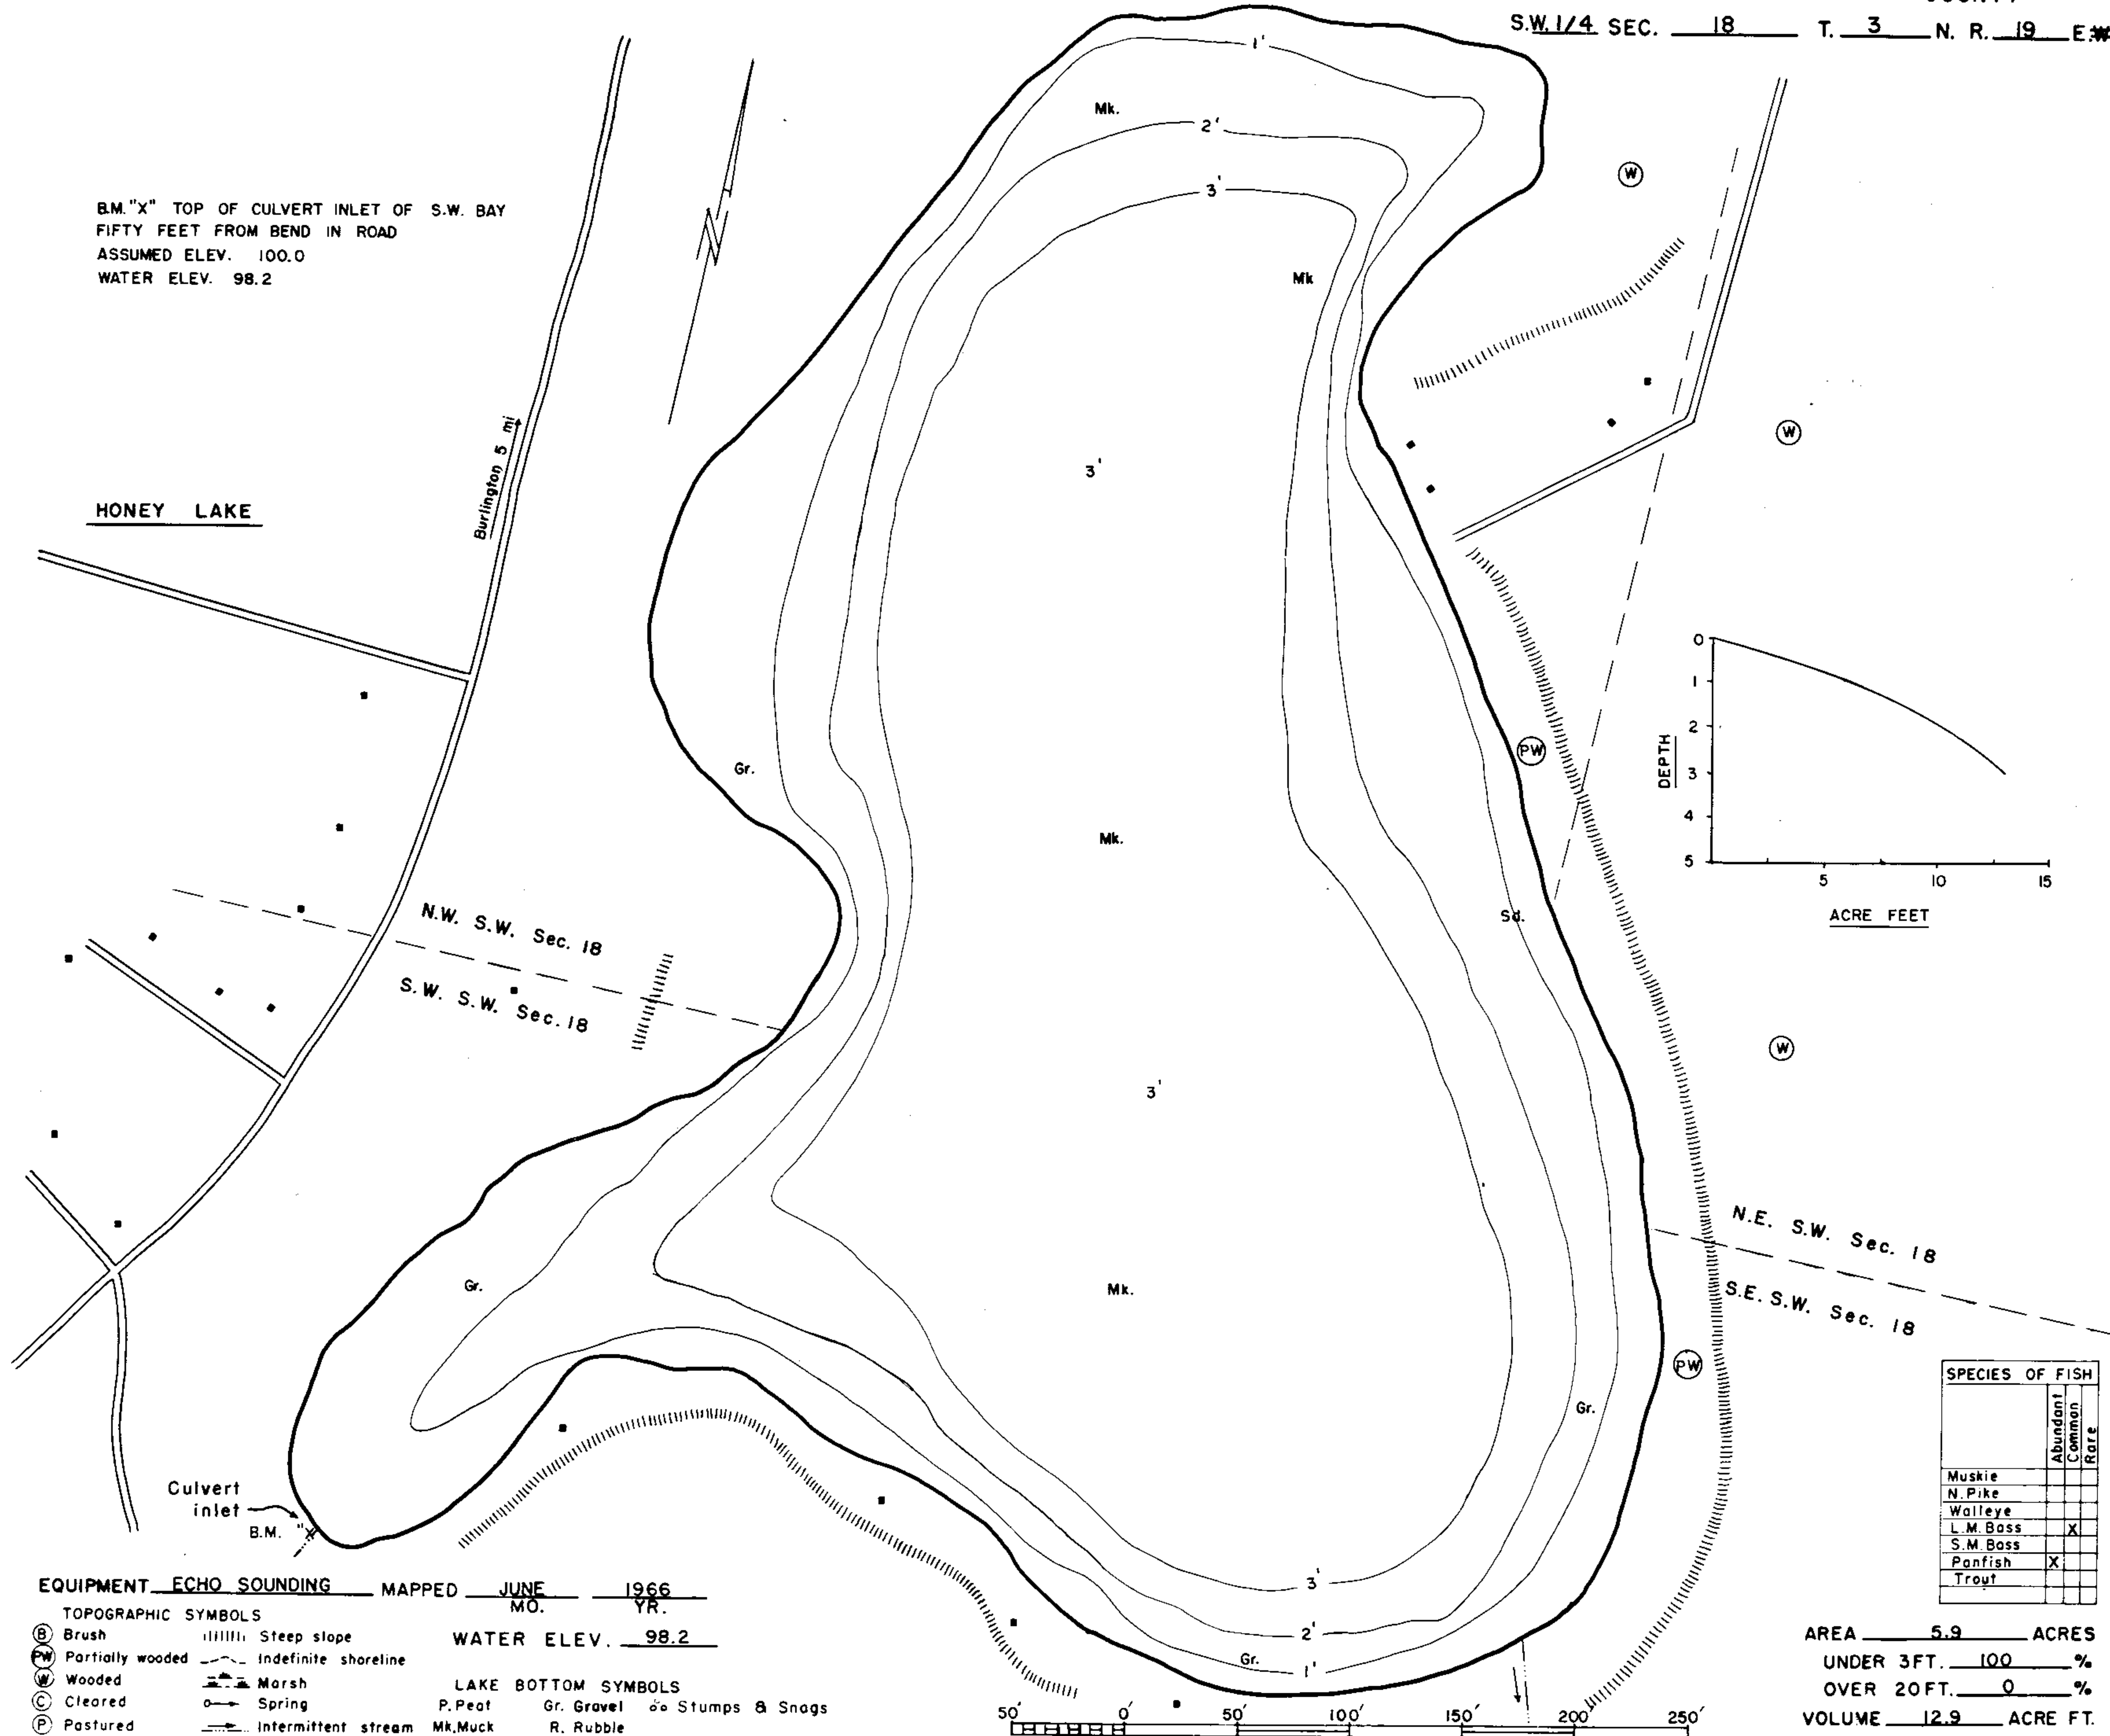 S.W. 1/4 SEC. 18 T. 3 N. R. 19 E.
B.M. "X" TOP OF CULVERT INLET OF S.W. BAY
FIFTY FEET FROM BEND IN ROAD
ASSUMED ELEV. 100.0
WATER ELEV. 98.2
HONEY LAKE
Burlington 5 mi
1'
Mk.
2'
3'
Mk
W
W
3'
Gr.
Mk.
PW
Sd.
0
1
2
3
4
5
DEPTH
5 10 15
ACRE FEET
N.W. S.W. Sec. 18
S.W. S.W. Sec. 18
W
3'
N.E. S.W. Sec. 18
S.E. S.W. Sec. 18
Gr.
Mk.
PW
Gr.
Culvert
inlet
B.M. "X
3'
2'
Gr.
1'
SPECIES OF FISH
Abundant
Common
Rare
Muskie
N. Pike
Walleye
L.M. Bass X
S.M. Bass
Panfish X
Trout
EQUIPMENT ECHO SOUNDING MAPPED JUNE 1966
MO. YR.
TOPOGRAPHIC SYMBOLS
B Brush
Steep slope
WATER ELEV. 98.2
PW Partially wooded
Indefinite shoreline
W Wooded
Marsh
C Cleared
Spring
P Pastured
Intermittent stream
LAKE BOTTOM SYMBOLS
P. Peat Gr. Gravel Stumps & Snags
Mk. Muck R. Rubble
50' 0' 50' 100' 150' 200' 250'
AREA 5.9 ACRES
UNDER 3 FT. 100 %
OVER 20 FT. 0 %
VOLUME 12.9 ACRE FT.